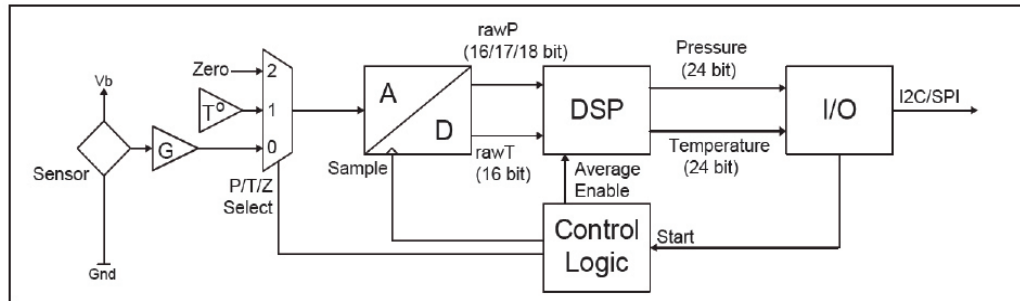 Vb
Sensor
Gnd
G
Zero
T°
2
1
0
P/T/Z
Select
A
D
Sample
rawP
(16/17/18 bit)
rawT
(16 bit)
DSP
Average
Enable
Control
Logic
Pressure
(24 bit)
Temperature
(24 bit)
Start
I/O
I2C/SPI